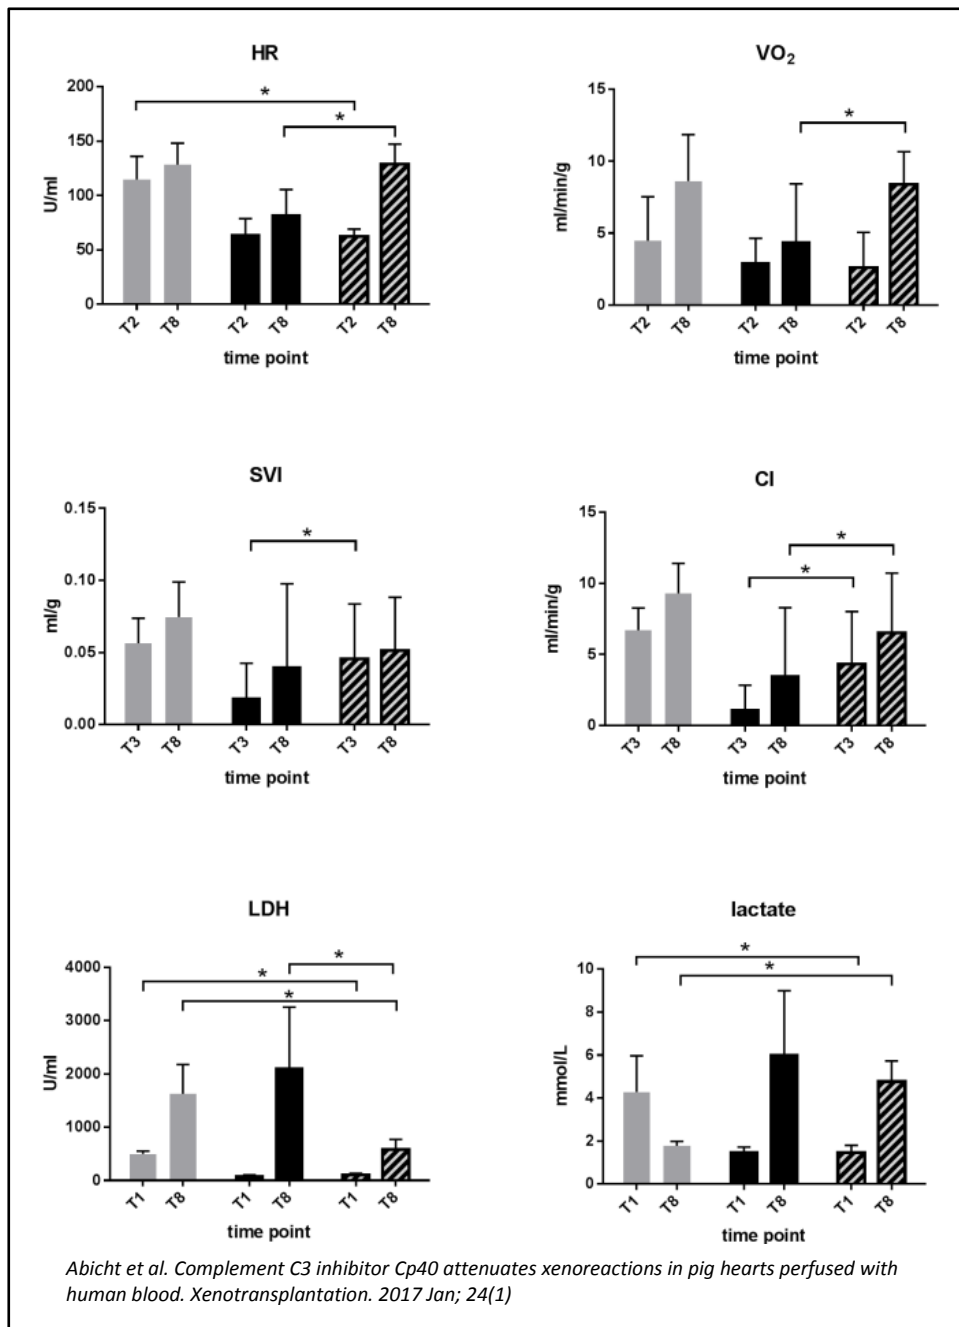 HR
200
150
100
50
0
U/ml
*
*
T2 T8 T2 T8 T2 T8
time point
VO2
15
10
5
0
ml/min/g
*
T2 T8 T2 T8 T2 T8
time point
SVI
0.15
0.10
0.05
0.00
ml/g
*
T3 T8 T3 T8 T3 T8
time point
CI
15
10
5
0
ml/min/g
*
*
T3 T8 T3 T8 T3 T8
time point
LDH
4000
3000
2000
1000
0
U/ml
*
*
*
T1 T8 T1 T8 T1 T8
time point
lactate
10
8
6
4
2
0
mmol/L
*
*
T1 T8 T1 T8 T1 T8
time point
Abicht et al. Complement C3 inhibitor Cp40 attenuates xenoreactions in pig hearts perfused with
human blood. Xenotransplantation. 2017 Jan; 24(1)